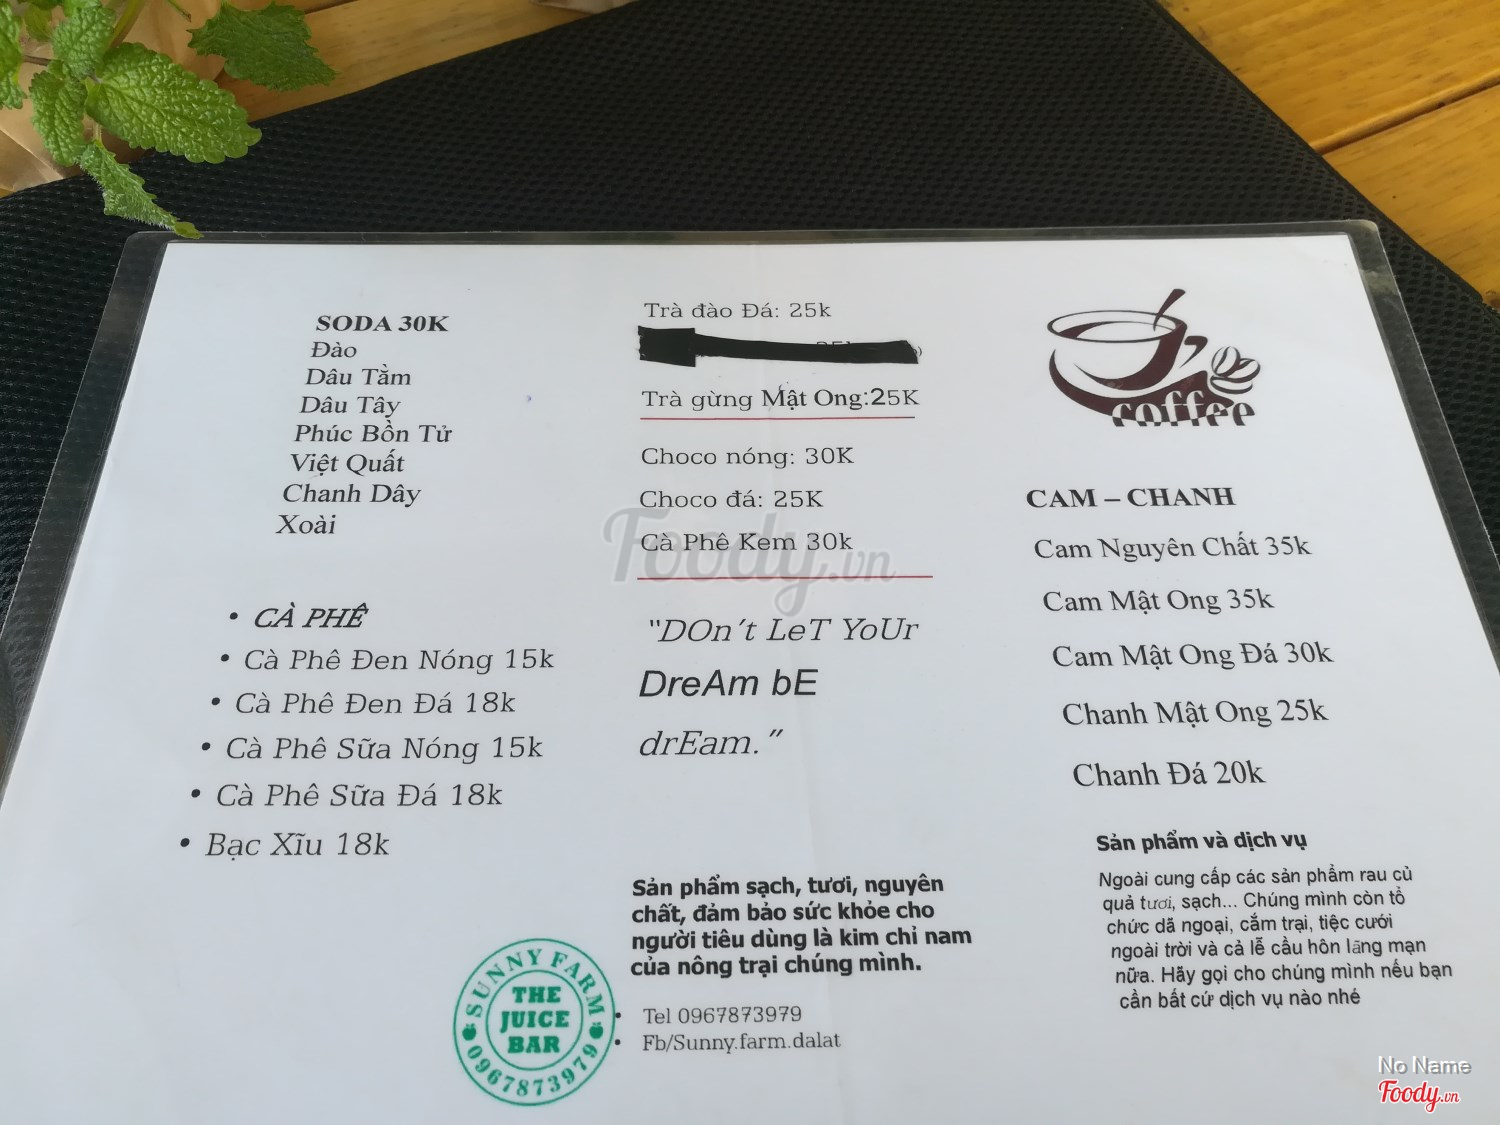 SODA 30K
Đào
Dâu Tằm
Dâu Tây
Phúc Bồn Tử
Việt Quất
Chanh Dây
Xoài
• CÀ PHÊ
• Cà Phê Đen Nóng 15k
• Cà Phê Đen Đá 18k
• Cà Phê Sữa Nóng 15k
• Cà Phê Sữa Đá 18k
• Bạc Xĩu 18k
SUNNY FARM
THE
JUICE
BAR
0967873979
Trà đào Đá: 25k
Trà gừng Mật Ong:25K
Choco nóng: 30K
Choco đá: 25K
Cà Phê Kem 30k
Foody.vn
"DOn't LeT YoUr
DreAm bE
drEam."
Sản phẩm sạch, tươi, nguyên
chất, đảm bảo sức khỏe cho
người tiêu dùng là kim chỉ nam
của nông trại chúng mình.
• Tel 0967873979
• Fb/Sunny.farm.dalat
coffee
CAM – CHANH
Cam Nguyên Chất 35k
Cam Mật Ong 35k
Cam Mật Ong Đá 30k
Chanh Mật Ong 25k
Chanh Đá 20k
Sản phẩm và dịch vụ
Ngoài cung cấp các sản phẩm rau củ
quả tươi, sạch... Chúng mình còn tổ
chức dã ngoại, cắm trại, tiệc cưới
ngoài trời và cả lễ cầu hôn lãng mạn
nữa. Hãy gọi cho chúng mình nếu bạn
cần bất cứ dịch vụ nào nhé
No Name
Foody.vn